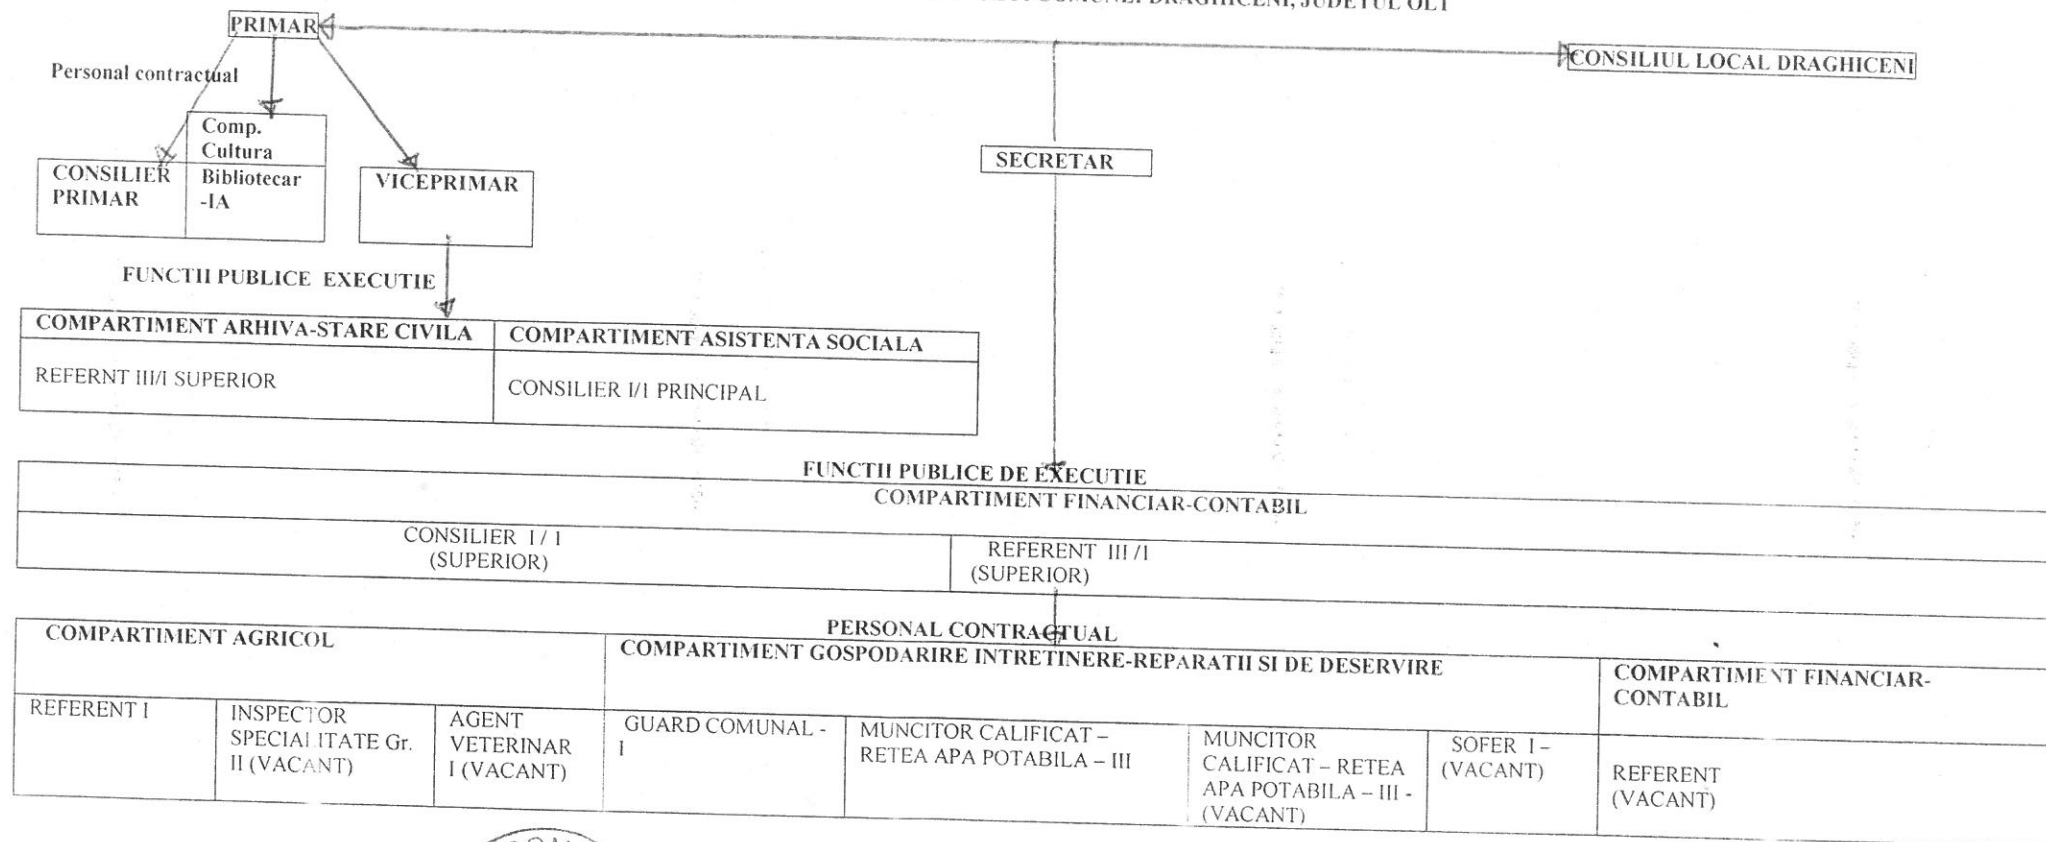 COMUNEI DRAGHICENI, JUDETUL OLT
PRIMAR
CONSILIUL LOCAL DRAGHICENI
Personal contractual
Comp.
Cultura
CONSILIER
PRIMAR
Bibliotecar
-IA
VICEPRIMAR
SECRETAR
FUNCTII PUBLICE EXECUTIE
COMPARTIMENT ARHIVA-STARE CIVILA
COMPARTIMENT ASISTENTA SOCIALA
REFERNT III/I SUPERIOR
CONSILIER I/I PRINCIPAL
FUNCTII PUBLICE DE EXECUTIE
COMPARTIMENT FINANCIAR-CONTABIL
CONSILIER I / I
(SUPERIOR)
REFERENT III /I
(SUPERIOR)
PERSONAL CONTRACTUAL
COMPARTIMENT AGRICOL
COMPARTIMENT GOSPODARIRE INTRETINERE-REPARATII SI DE DESERVIRE
COMPARTIMENT FINANCIAR-
CONTABIL
REFERENT I
INSPECTOR
SPECIALITATE Gr.
II (VACANT)
AGENT
VETERINAR
I (VACANT)
GUARD COMUNAL -
I
MUNCITOR CALIFICAT –
RETEA APA POTABILA – III
MUNCITOR
CALIFICAT – RETEA
APA POTABILA – III -
(VACANT)
SOFER I –
(VACANT)
REFERENT
(VACANT)